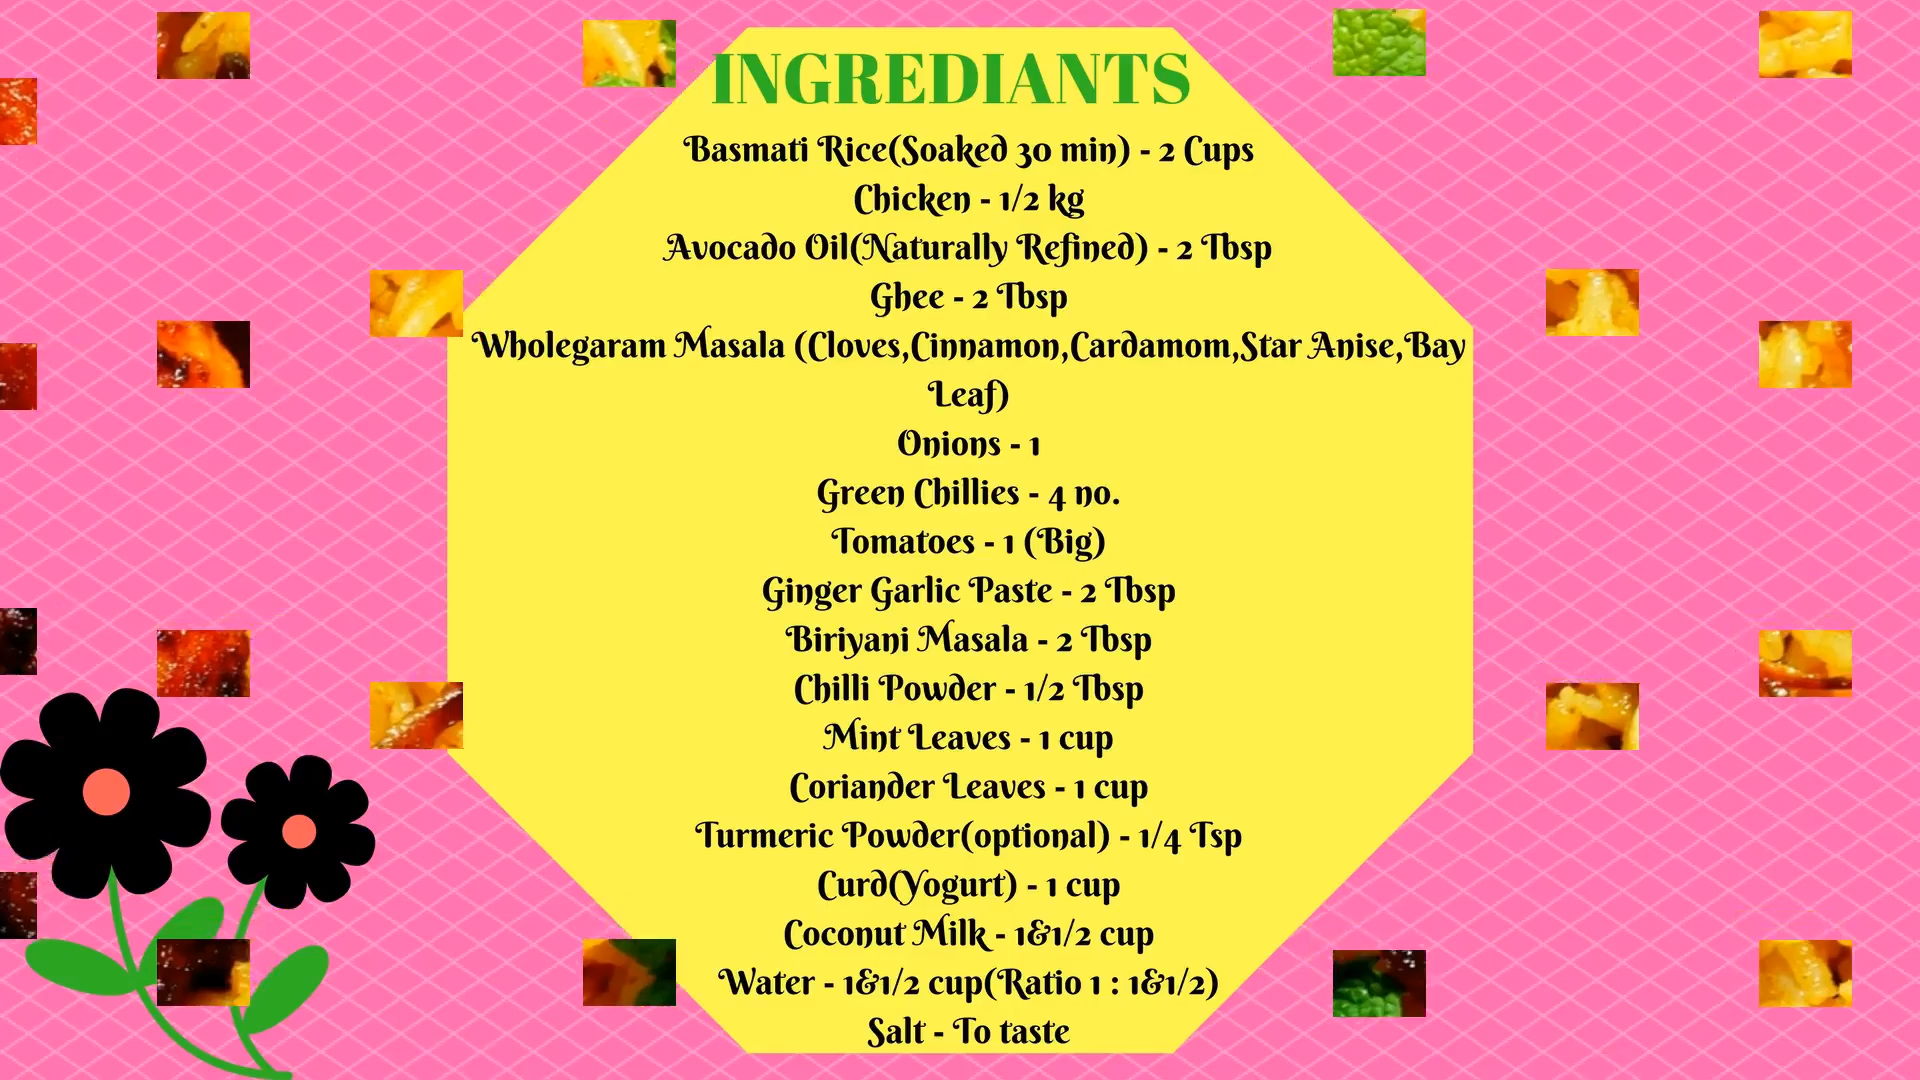 INGREDIANTS
Basmati Rice(Soaked 30 min) - 2 Cups
Chicken - 1/2 kg
Avocado Oil(Naturally Refined) - 2 Tbsp
Ghee - 2 Tbsp
Wholegaram Masala (Cloves,Cinnamon,Cardamom,Star Anise,Bay
Leaf)
Onions - 1
Green Chillies - 4 no.
Tomatoes - 1 (Big)
Ginger Garlic Paste - 2 Tbsp
Biriyani Masala - 2 Tbsp
Chilli Powder - 1/2 Tbsp
Mint Leaves - 1 cup
Coriander Leaves - 1 cup
Turmeric Powder(optional) - 1/4 Tsp
Curd(Yogurt) - 1 cup
Coconut Milk - 1&1/2 cup
Water - 1&1/2 cup(Ratio 1 : 1&1/2)
Salt - To taste